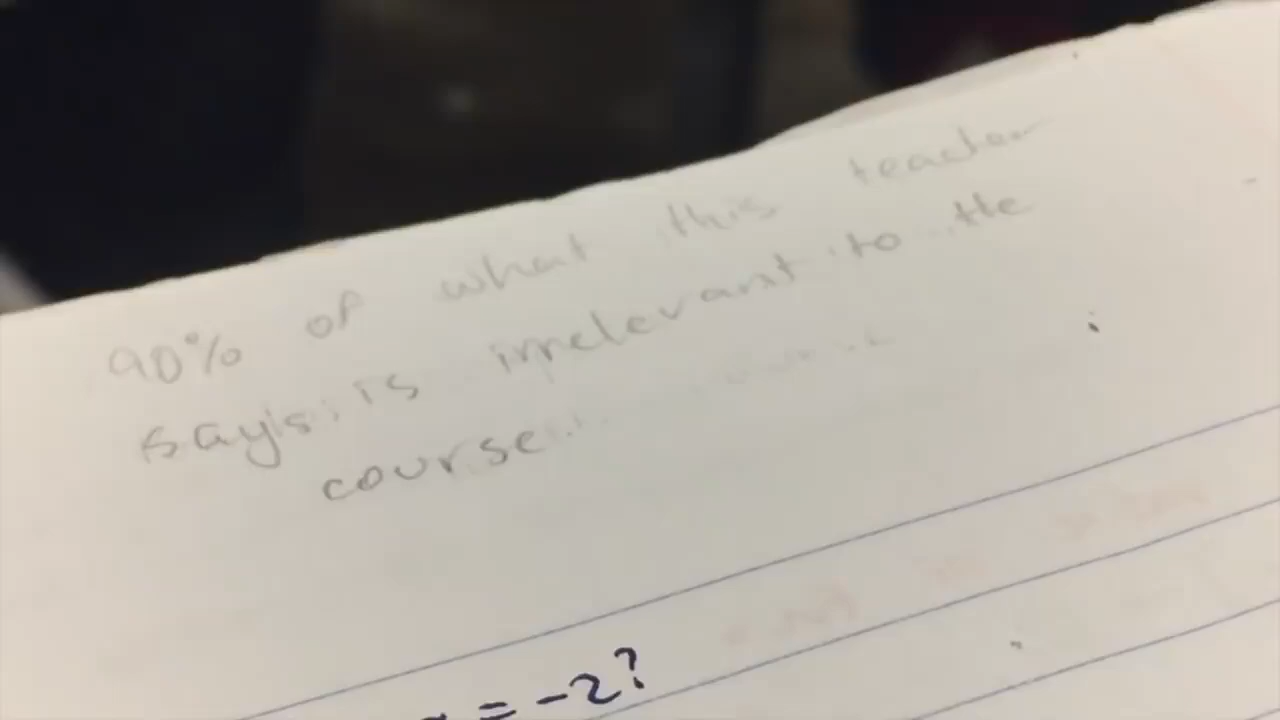 90% of what this teacher
says is irrelevant to the
course...
= -2?